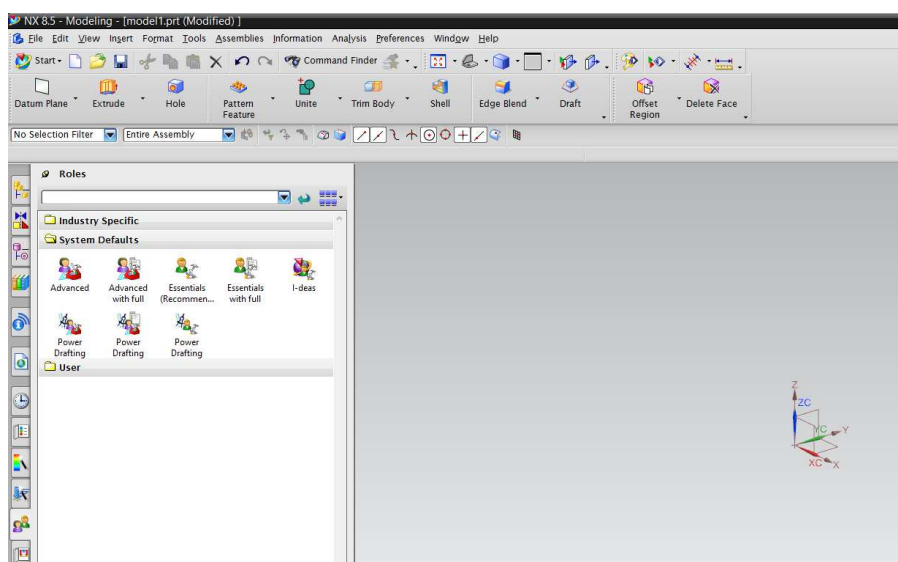 NX 8.5 - Modeling - [model1.prt (Modified) ]
File Edit View Insert Format Tools Assemblies Information Analysis Preferences Window Help
Start Command Finder
Datum Plane Extrude Hole Pattern Feature Unite Trim Body Shell Edge Blend Draft Offset Region Delete Face
No Selection Filter Entire Assembly
Roles
Industry Specific
System Defaults
Advanced Advanced with full Essentials (Recommen... Essentials with full I-deas
Power Drafting Power Drafting Power Drafting
User
Z
ZC
YC Y
XC X